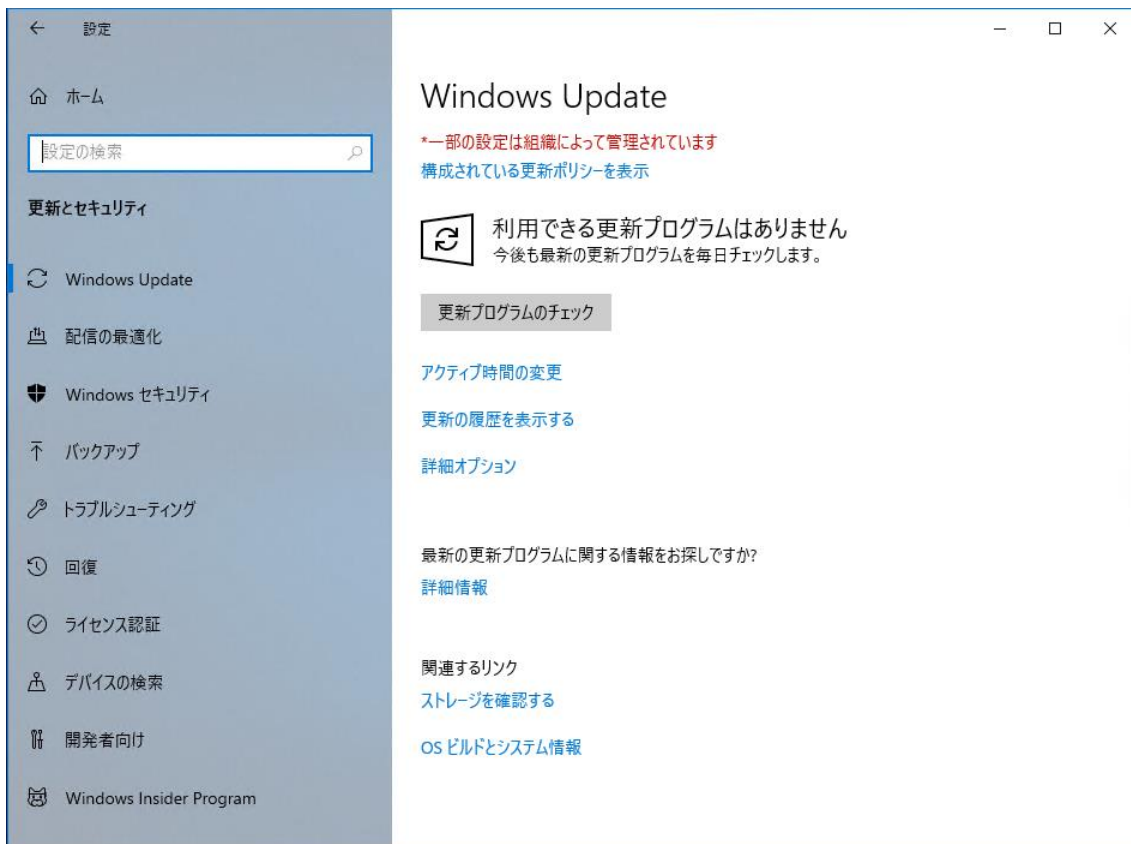 設定
ホーム
設定の検索
更新とセキュリティ
Windows Update
配信の最適化
Windows セキュリティ
バックアップ
トラブルシューティング
回復
ライセンス認証
デバイスの検索
開発者向け
Windows Insider Program
Windows Update
*一部の設定は組織によって管理されています
構成されている更新ポリシーを表示
利用できる更新プログラムはありません
今後も最新の更新プログラムを毎日チェックします。
更新プログラムのチェック
アクティブ時間の変更
更新の履歴を表示する
詳細オプション
最新の更新プログラムに関する情報をお探しですか?
詳細情報
関連するリンク
ストレージを確認する
OS ビルドとシステム情報